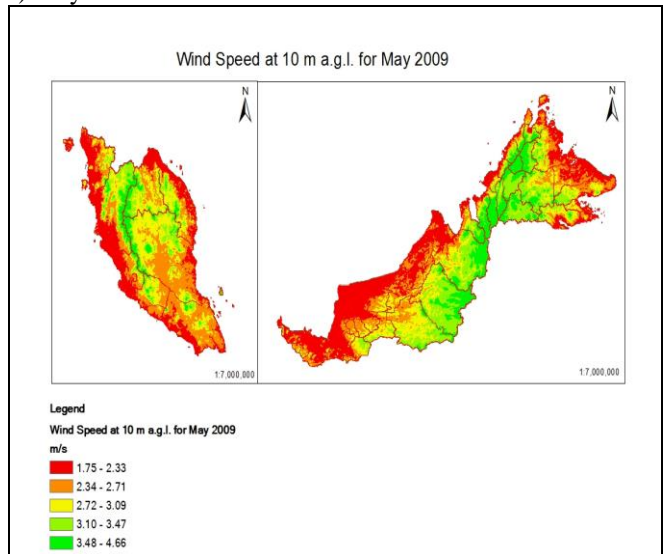 Wind Speed at 10 m a.g.l. for May 2009
N
N
1:7,000,000
1:7,000,000
Legend
Wind Speed at 10 m a.g.l. for May 2009
m/s
1.75 - 2.33
2.34 - 2.71
2.72 - 3.09
3.10 - 3.47
3.48 - 4.66